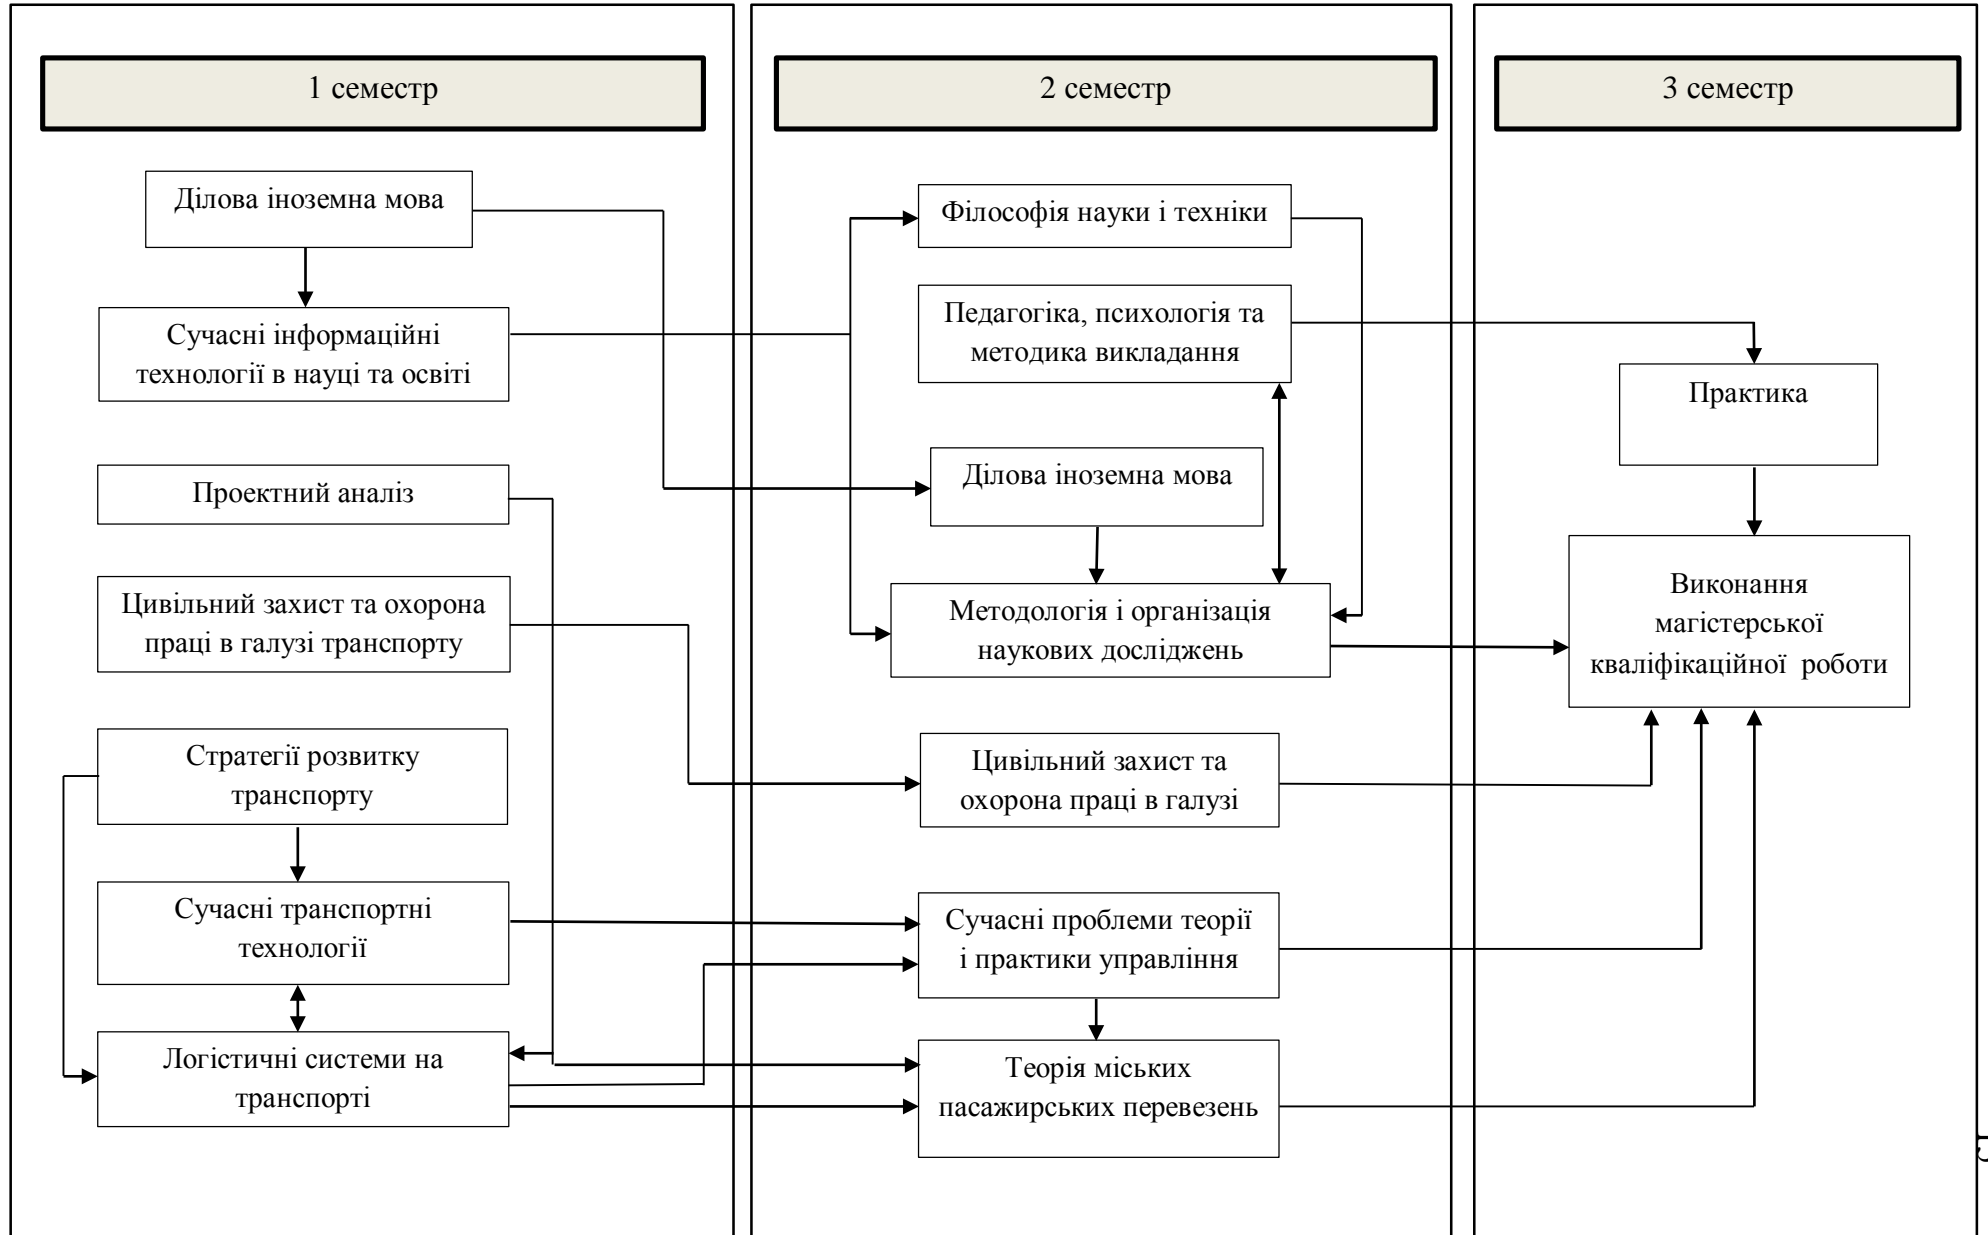 1 семестр
Ділова іноземна мова
Сучасні інформаційні
технології в науці та освіті
Проектний аналіз
Цивільний захист та охорона
праці в галузі транспорту
Стратегії розвитку
транспорту
Сучасні транспортні
технології
Логістичні системи на
транспорті
2 семестр
Філософія науки і техніки
Педагогіка, психологія та
методика викладання
Ділова іноземна мова
Методологія і організація
наукових досліджень
Цивільний захист та
охорона праці в галузі
Сучасні проблеми теорії
і практики управління
Теорія міських
пасажирських перевезень
3 семестр
Практика
Виконання
магістерської
кваліфікаційної роботи